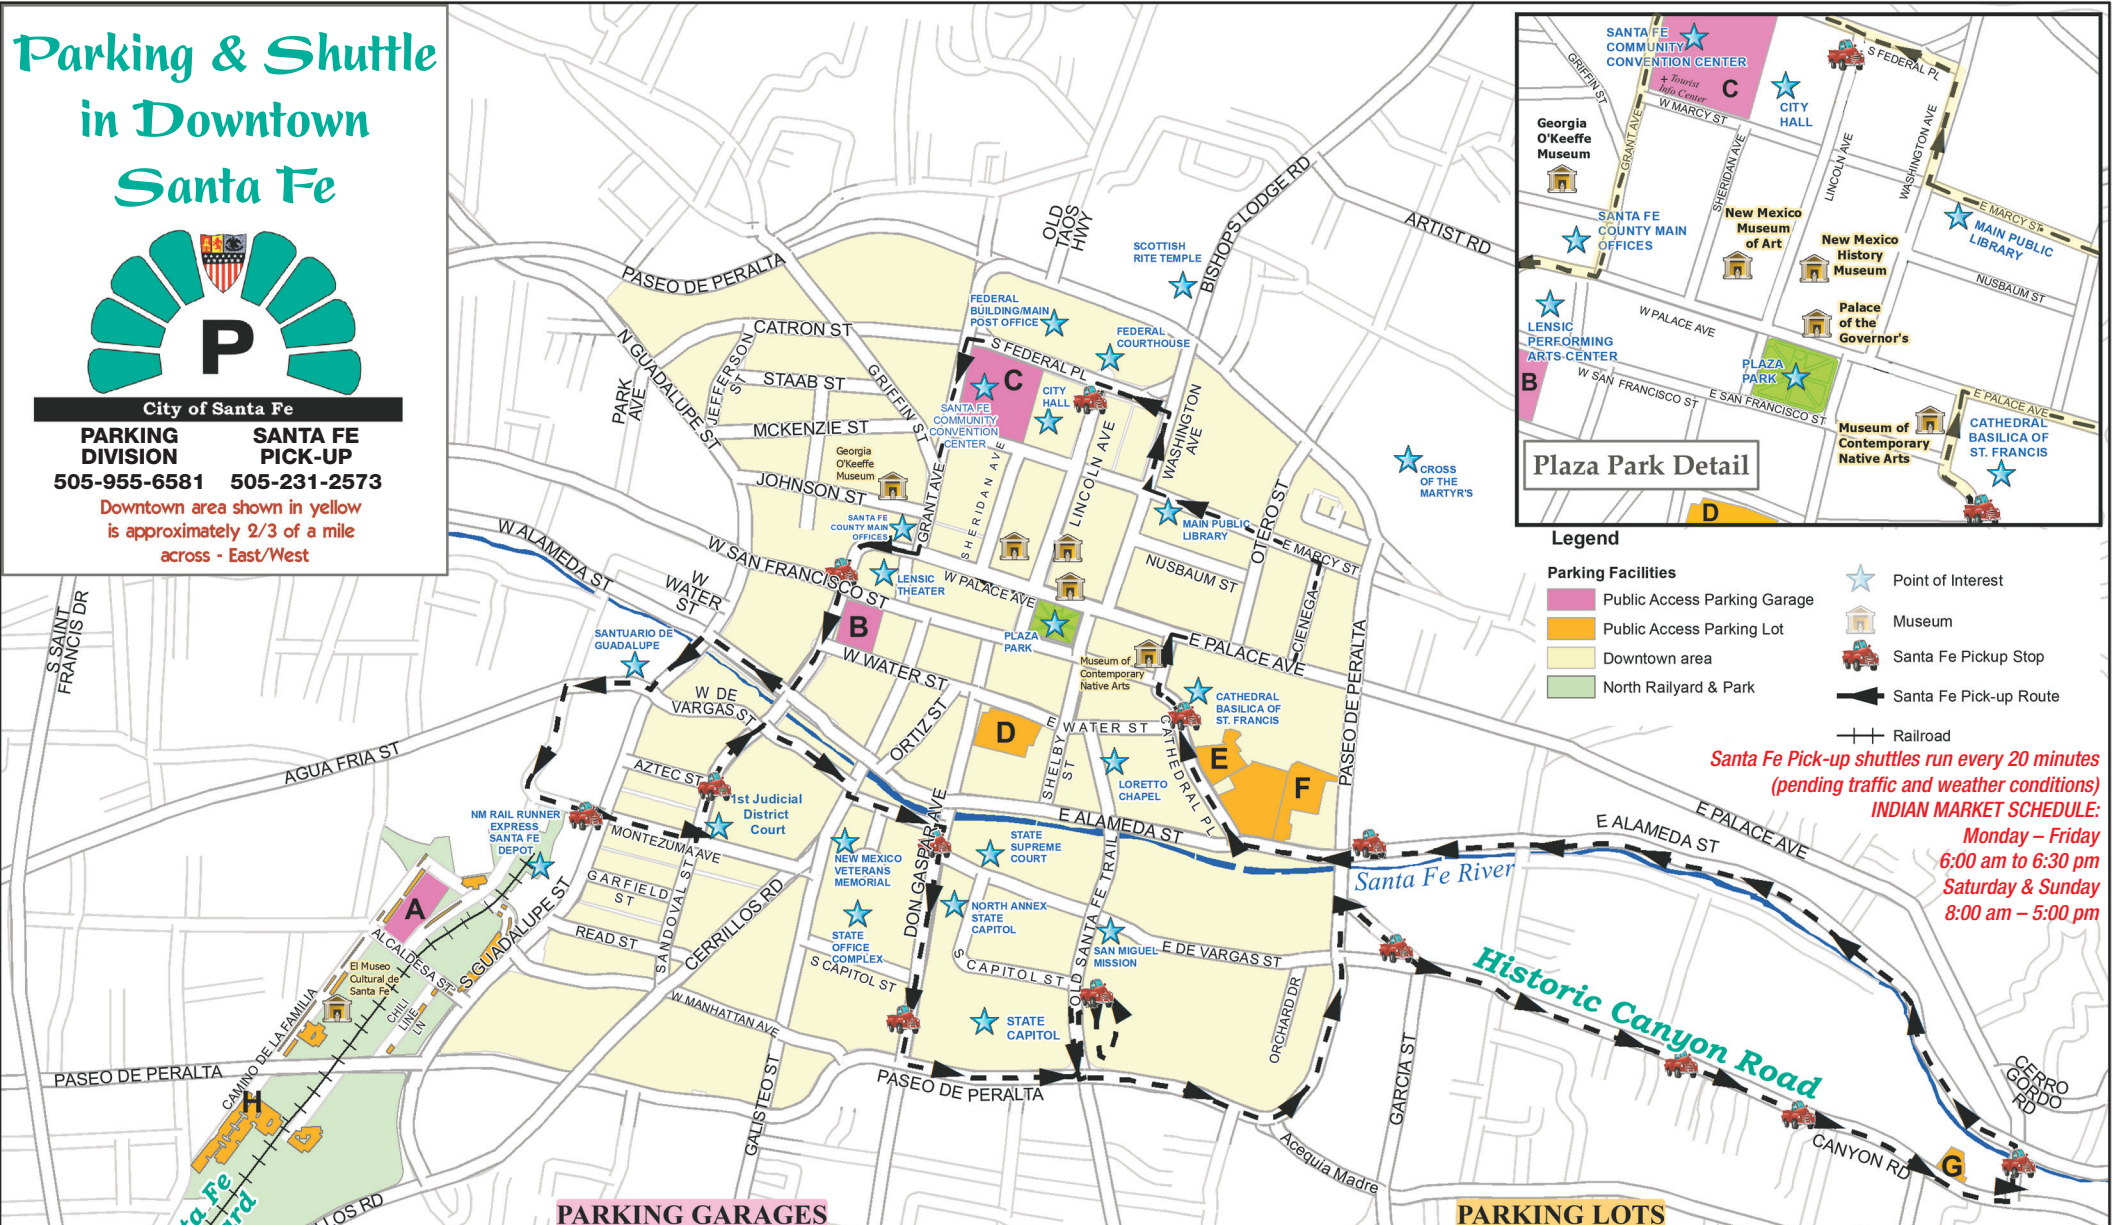 Parking & Shuttle
in Downtown
Santa Fe
P
City of Santa Fe
PARKING
DIVISION
505-955-6581
SANTA FE
PICK-UP
505-231-2573
Downtown area shown in yellow
is approximately 2/3 of a mile
across - East/West
OLD
TAOS
HWY
BISHOPS LODGE RD
ARTIST RD
SCOTTISH
RITE TEMPLE
PASEO DE PERALTA
FEDERAL
BUILDING/MAIN
POST OFFICE
FEDERAL
COURTHOUSE
CATRON ST
S FEDERAL PL
N GUADALUPE ST
PARK
AVE
JEFFERSON
ST
STAAB ST
GRIFFIN ST
C
CITY
HALL
SANTA FE
COMMUNITY
CONVENTION
CENTER
WASHINGTON
AVE
MCKENZIE ST
Georgia
O'Keeffe
Museum
JOHNSON ST
GRANT AVE
SHERIDAN AVE
LINCOLN AVE
CROSS
OF THE
MARTYR'S
SANTA FE
COUNTY MAIN
OFFICES
MAIN PUBLIC
LIBRARY
OTERO ST
E MARCY ST
W ALAMEDA ST
W SAN FRANCISCO ST
W
WATER
ST
LENSIC
THEATER
W PALACE AVE
NUSBAUM ST
CIENEGA
S SAINT
FRANCIS DR
SANTUARIO DE
GUADALUPE
B
PLAZA
PARK
W WATER ST
Museum of
Contemporary
Native Arts
E PALACE AVE
PASEO DE PERALTA
W DE
VARGAS ST
CATHEDRAL
BASILICA OF
ST. FRANCIS
ORTIZ ST
D
E WATER ST
SHELBY
ST
CATHEDRAL PL
E
F
LORETTO
CHAPEL
AGUA FRIA ST
AZTEC ST
1st Judicial
District
Court
NM RAIL RUNNER
EXPRESS
SANTA FE
DEPOT
MONTEZUMA AVE
NEW MEXICO
VETERANS
MEMORIAL
DON GASPAR AVE
STATE
SUPREME
COURT
E ALAMEDA ST
E ALAMEDA ST
E PALACE AVE
Santa Fe River
GARFIELD
ST
SANDOVAL ST
CERRILLOS RD
A
ALCALDESA ST
S GUADALUPE ST
READ ST
STATE
OFFICE
COMPLEX
NORTH ANNEX
STATE
CAPITOL
OLD SANTA FE TRAIL
SAN MIGUEL
MISSION
E DE VARGAS ST
S CAPITOL ST
S CAPITOL ST
El Museo
Cultural de
Santa Fe
CHILI
LINE
LN
CAMINO DE LA FAMILIA
W MANHATTAN AVE
STATE
CAPITOL
ORCHARD DR
Historic Canyon Road
GARCIA ST
PASEO DE PERALTA
PASEO DE PERALTA
H
GALISTEO ST
Acequia Madre
CANYON RD
G
CERRO
GORDO
RD
PARKING GARAGES
PARKING LOTS
SANTA FE
COMMUNITY
CONVENTION CENTER
+ Tourist
Info Center
C
GRIFFIN ST
S FEDERAL PL
CITY
HALL
W MARCY ST
Georgia
O'Keeffe
Museum
GRANT AVE
SHERIDAN AVE
LINCOLN AVE
WASHINGTON AVE
E MARCY ST
SANTA FE
COUNTY MAIN
OFFICES
New Mexico
Museum
of Art
New Mexico
History
Museum
MAIN PUBLIC
LIBRARY
NUSBAUM ST
LENSIC
PERFORMING
ARTS CENTER
W PALACE AVE
Palace
of the
Governor's
PLAZA
PARK
B
W SAN FRANCISCO ST
E SAN FRANCISCO ST
E PALACE AVE
Museum of
Contemporary
Native Arts
CATHEDRAL
BASILICA OF
ST. FRANCIS
Plaza Park Detail
D
Legend
Parking Facilities
Public Access Parking Garage
Public Access Parking Lot
Downtown area
North Railyard & Park
Point of Interest
Museum
Santa Fe Pickup Stop
Santa Fe Pick-up Route
Railroad
Santa Fe Pick-up shuttles run every 20 minutes
(pending traffic and weather conditions)
INDIAN MARKET SCHEDULE:
Monday – Friday
6:00 am to 6:30 pm
Saturday & Sunday
8:00 am – 5:00 pm